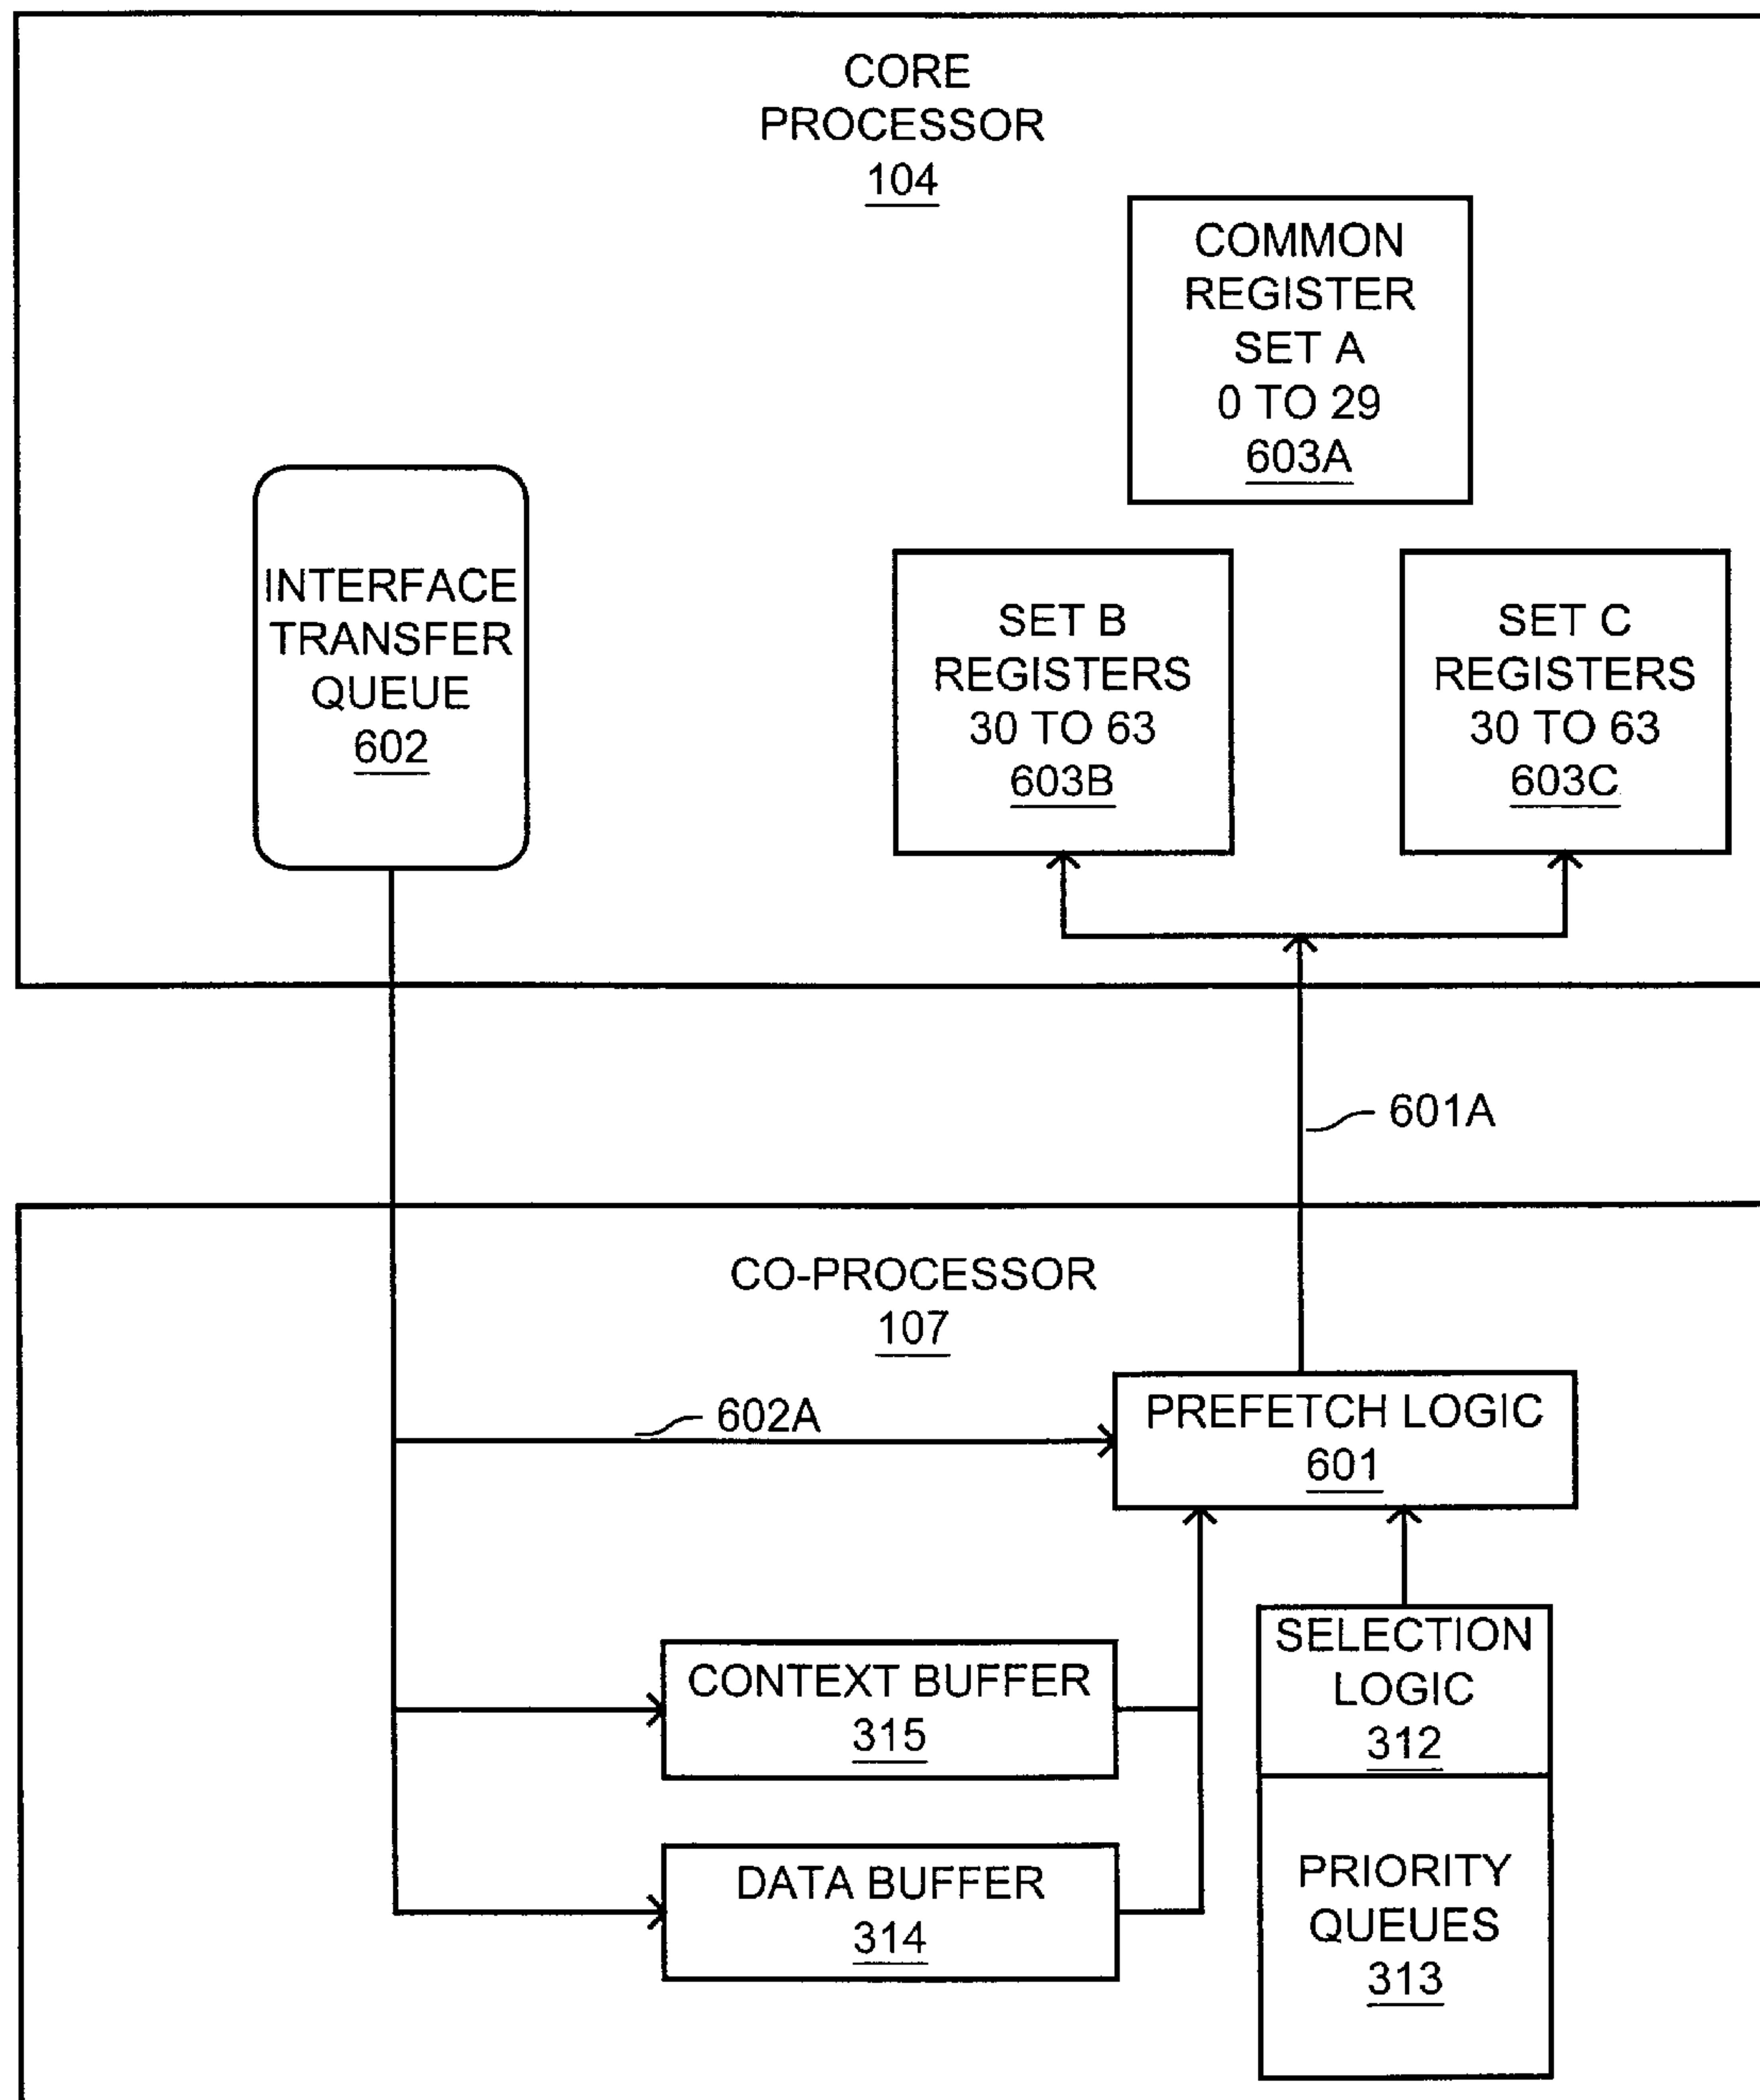 CORE
PROCESSOR
104
COMMON
REGISTER
SET A
0 TO 29
603A
INTERFACE
TRANSFER
QUEUE
602
SET B
REGISTERS
30 TO 63
603B
SET C
REGISTERS
30 TO 63
603C
601A
CO-PROCESSOR
107
602A
PREFETCH LOGIC
601
SELECTION
LOGIC
312
CONTEXT BUFFER
315
DATA BUFFER
314
PRIORITY
QUEUES
313